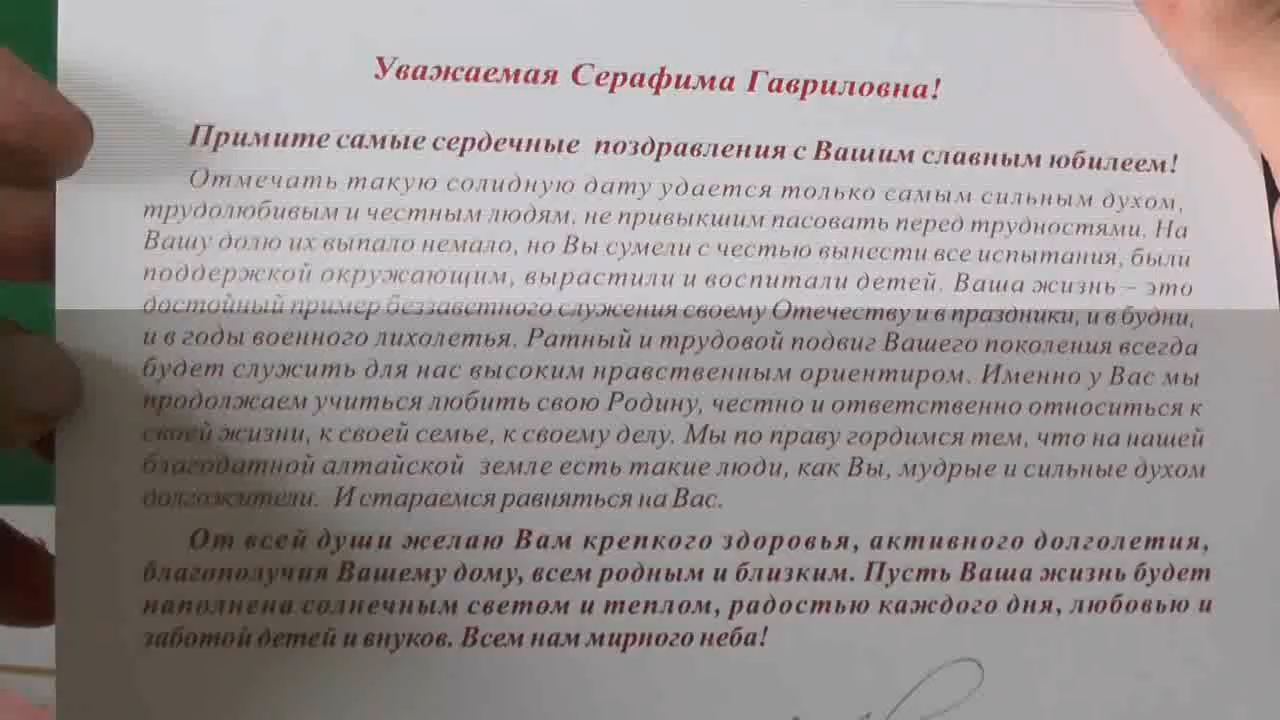 Уважаемая Серафима Гавриловна!
Примите самые сердечные поздравления с Вашим славным юбилеем!
Отмечать такую солидную дату удается только самым сильным духом,
трудолюбивым и честным людям, не привыкшим пасовать перед трудностями. На
Вашу долю их выпало немало, но Вы сумели с честью вынести все испытания, были
поддержкой окружающим, вырастили и воспитали детей. Ваша жизнь – это
достойный пример беззаветного служения своему Отечеству и в праздники, и в будни,
и в годы военного лихолетья. Ратный и трудовой подвиг Вашего поколения всегда
будет служить для нас высоким нравственным ориентиром. Именно у Вас мы
продолжаем учиться любить свою Родину, честно и ответственно относиться к
своей жизни, к своей семье, к своему делу. Мы по праву гордимся тем, что на нашей
благодатной алтайской земле есть такие люди, как Вы, мудрые и сильные духом
долгожители. И стараемся равняться на Вас.
От всей души желаю Вам крепкого здоровья, активного долголетия,
благополучия Вашему дому, всем родным и близким. Пусть Ваша жизнь будет
наполнена солнечным светом и теплом, радостью каждого дня, любовью и
заботой детей и внуков. Всем нам мирного неба!